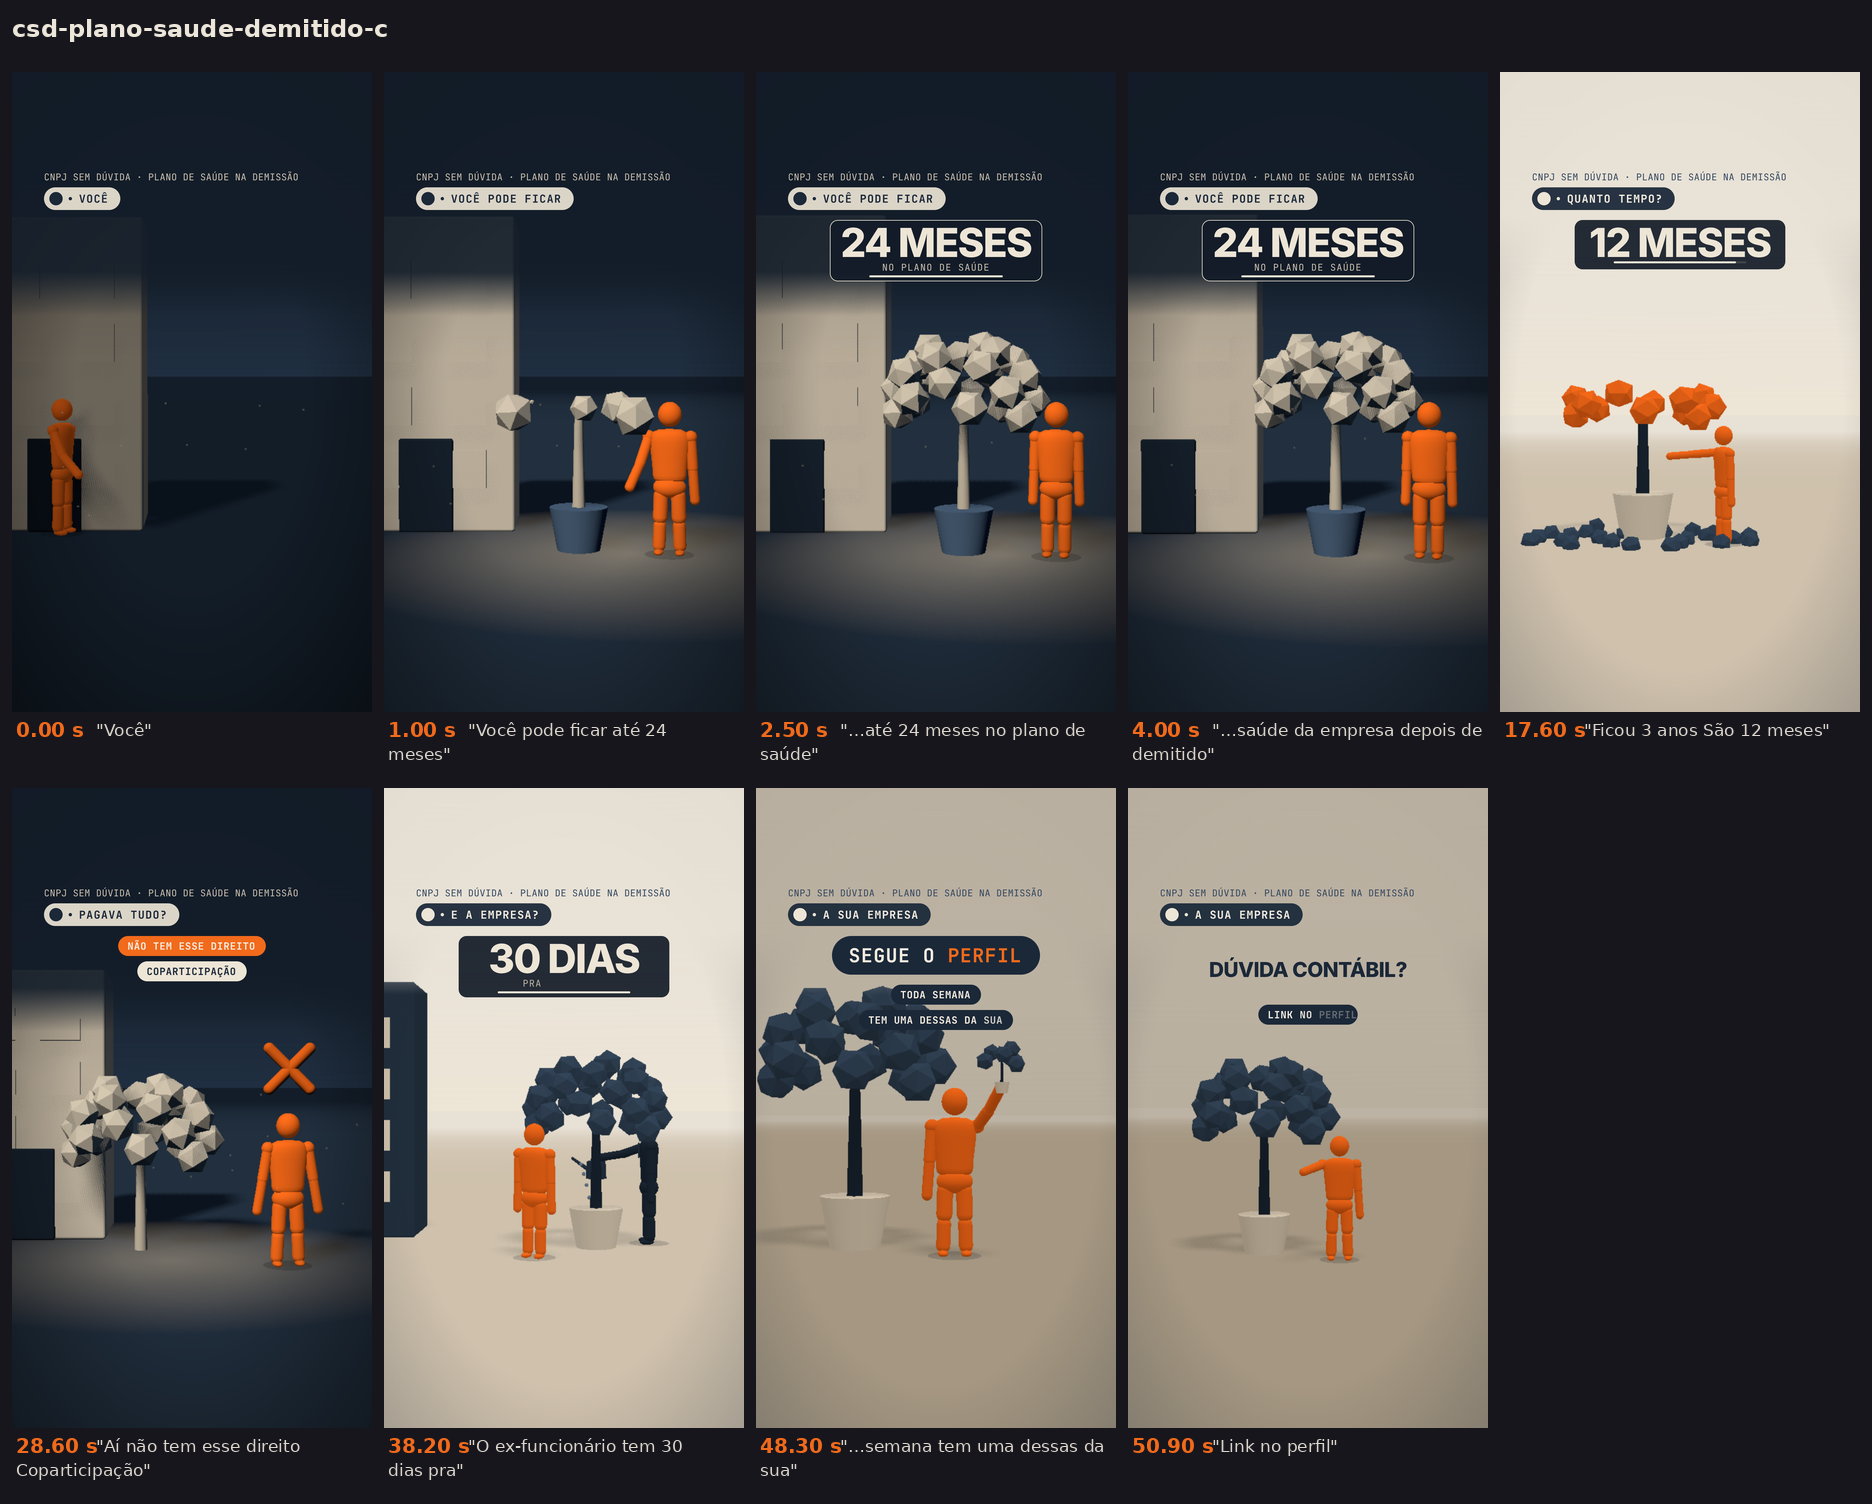 csd-plano-saude-demitido-c
CNPJ SEM DÚVIDA · PLANO DE SAÚDE NA DEMISSÃO
• VOCÊ
0.00 s "Você"
CNPJ SEM DÚVIDA · PLANO DE SAÚDE NA DEMISSÃO
• VOCÊ PODE FICAR
1.00 s "Você pode ficar até 24
meses"
CNPJ SEM DÚVIDA · PLANO DE SAÚDE NA DEMISSÃO
• VOCÊ PODE FICAR
24 MESES
NO PLANO DE SAÚDE
2.50 s "...até 24 meses no plano de
saúde"
CNPJ SEM DÚVIDA · PLANO DE SAÚDE NA DEMISSÃO
• VOCÊ PODE FICAR
24 MESES
NO PLANO DE SAÚDE
4.00 s "...saúde da empresa depois de
demitido"
CNPJ SEM DÚVIDA · PLANO DE SAÚDE NA DEMISSÃO
• QUANTO TEMPO?
12 MESES
17.60 s "Ficou 3 anos São 12 meses"
CNPJ SEM DÚVIDA · PLANO DE SAÚDE NA DEMISSÃO
• PAGAVA TUDO?
NÃO TEM ESSE DIREITO
COPARTICIPAÇÃO
28.60 s "Aí não tem esse direito
Coparticipação"
CNPJ SEM DÚVIDA · PLANO DE SAÚDE NA DEMISSÃO
• E A EMPRESA?
30 DIAS
PRA
38.20 s "O ex-funcionário tem 30
dias pra"
CNPJ SEM DÚVIDA · PLANO DE SAÚDE NA DEMISSÃO
• A SUA EMPRESA
SEGUE O PERFIL
TODA SEMANA
TEM UMA DESSAS DA SUA
48.30 s "...semana tem uma dessas da
sua"
CNPJ SEM DÚVIDA · PLANO DE SAÚDE NA DEMISSÃO
• A SUA EMPRESA
DÚVIDA CONTÁBIL?
LINK NO PERFIL
50.90 s "Link no perfil"